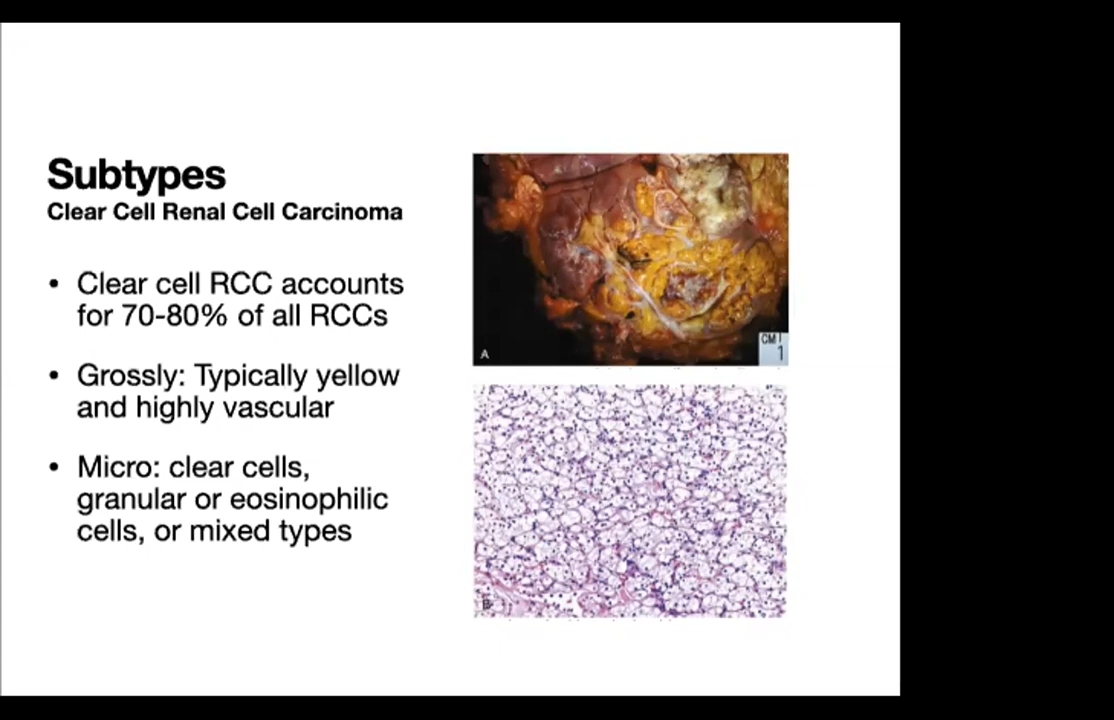 Subtypes
Clear Cell Renal Cell Carcinoma
• Clear cell RCC accounts
for 70-80% of all RCCs
• Grossly: Typically yellow
and highly vascular
• Micro: clear cells,
granular or eosinophilic
cells, or mixed types
A
CM
1
B